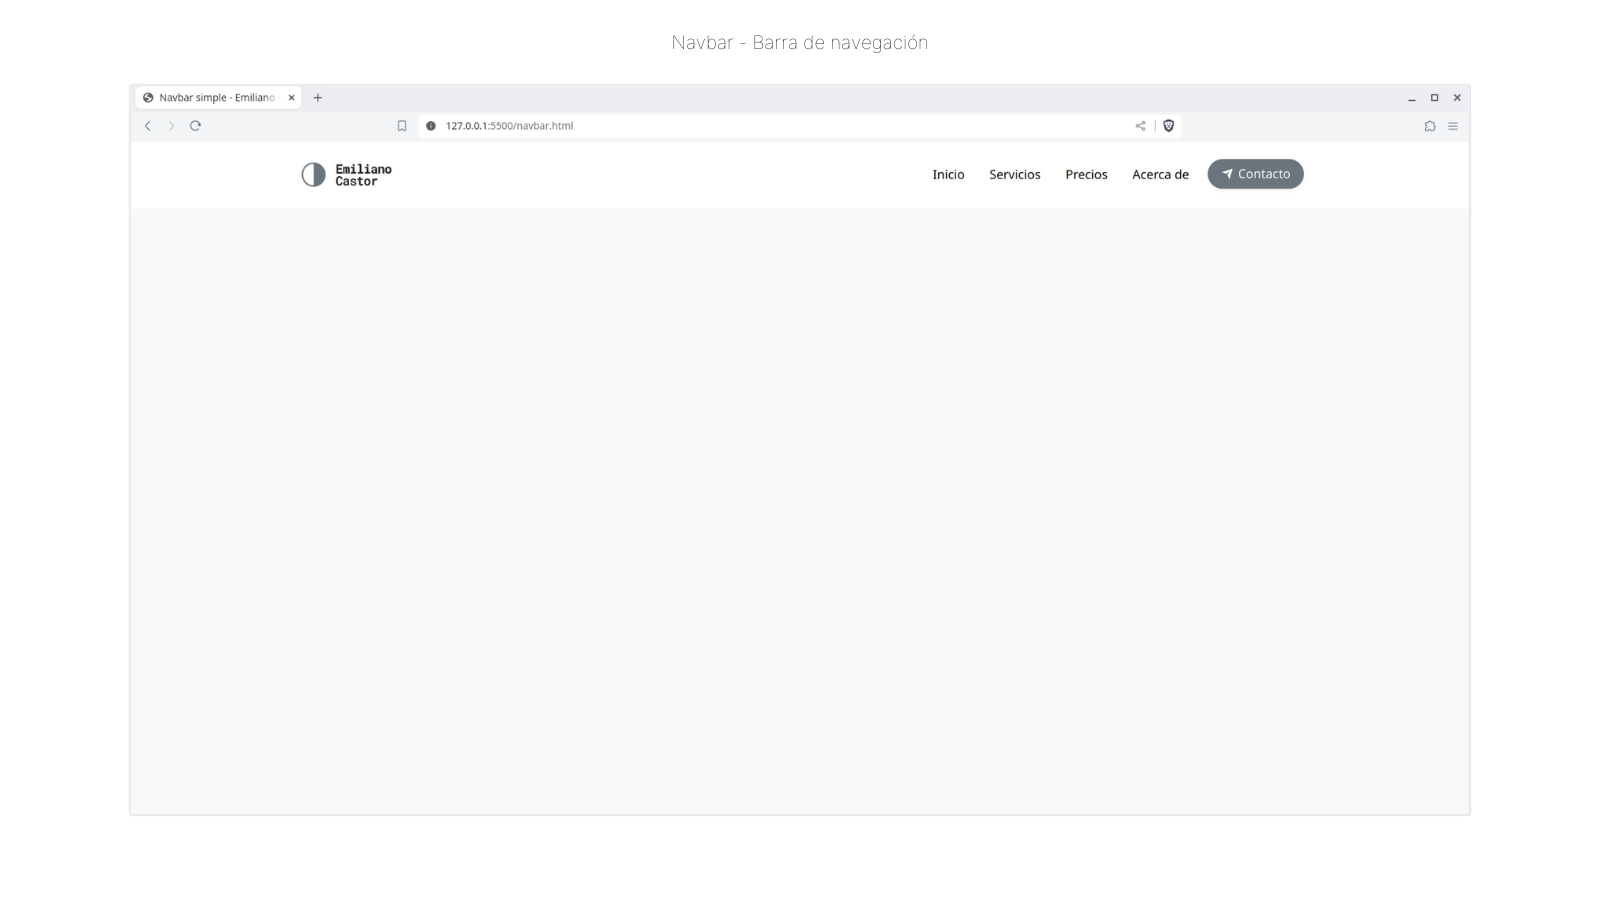 Navbar - Barra de navegación
Navbar simple - Emiliano
127.0.0.1:5500/navbar.html
Emiliano
Castor
Inicio Servicios Precios Acerca de Contacto